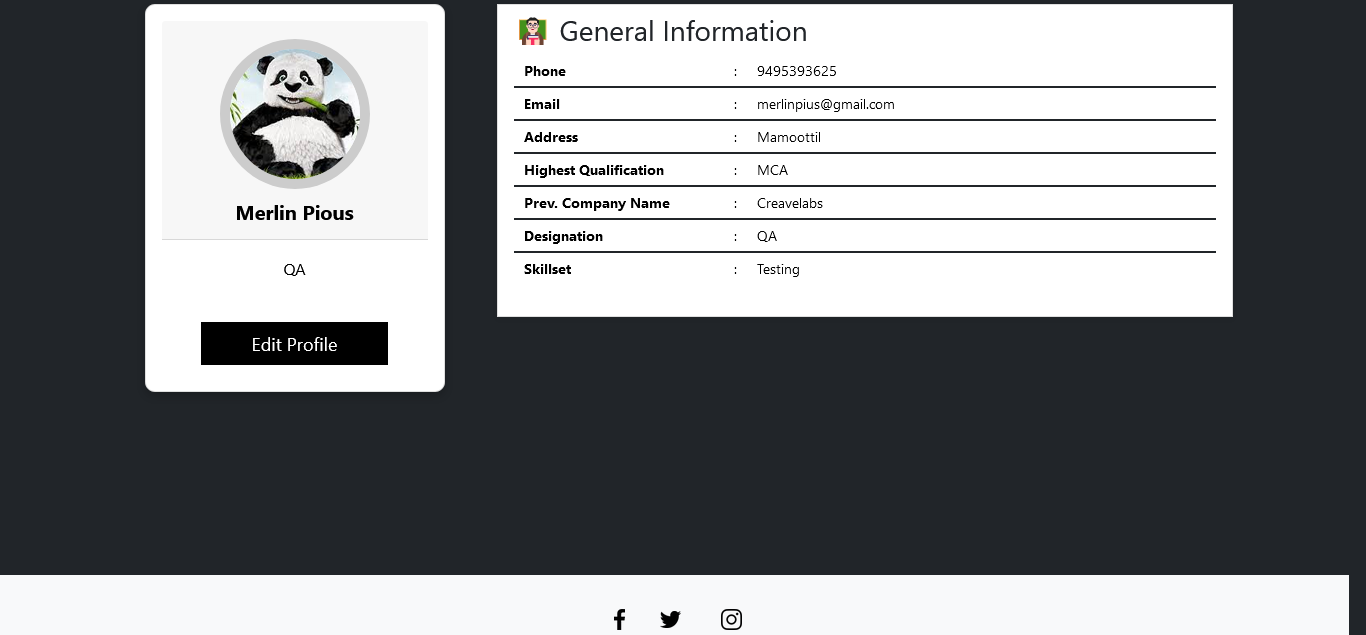 Merlin Pious
QA
Edit Profile
General Information
Phone : 9495393625
Email : merlinpius@gmail.com
Address : Mamoottil
Highest Qualification : MCA
Prev. Company Name : Creavelabs
Designation : QA
Skillset : Testing